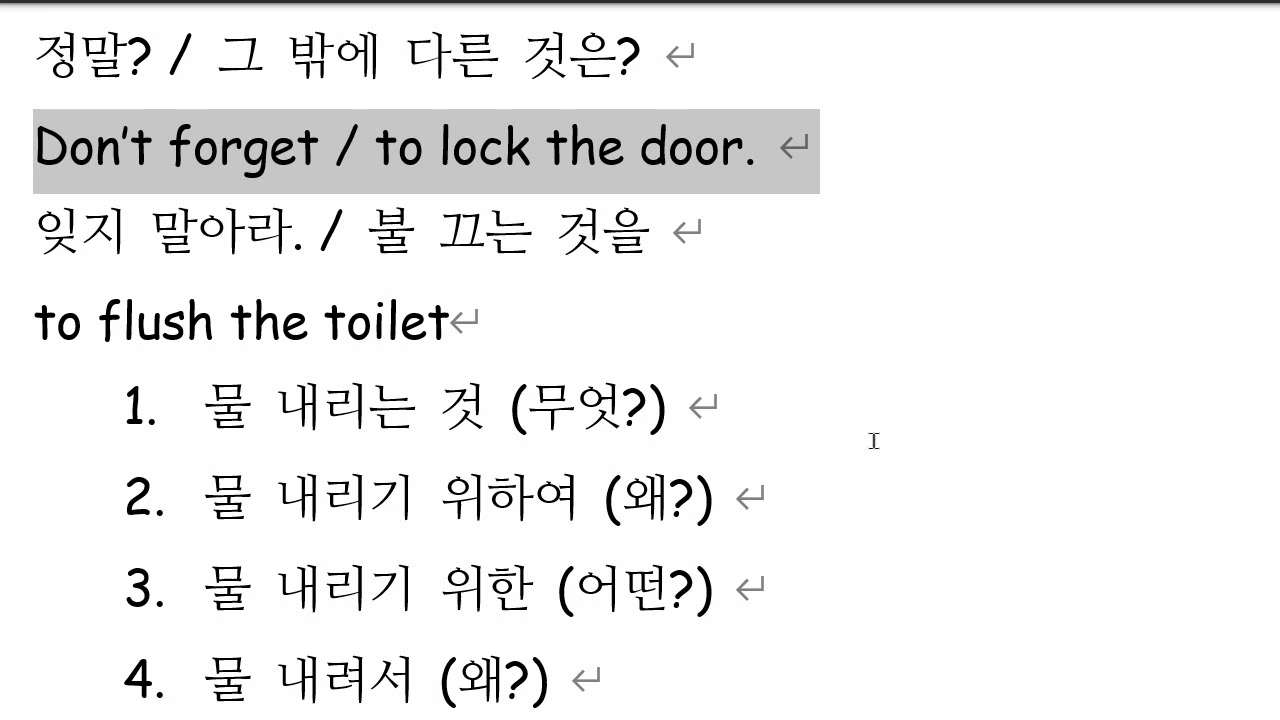 정말? / 그 밖에 다른 것은?
Don't forget / to lock the door.
잊지 말아라. / 불 끄는 것을
to flush the toilet
1. 물 내리는 것 (무엇?)
2. 물 내리기 위하여 (왜?)
3. 물 내리기 위한 (어떤?)
4. 물 내려서 (왜?)